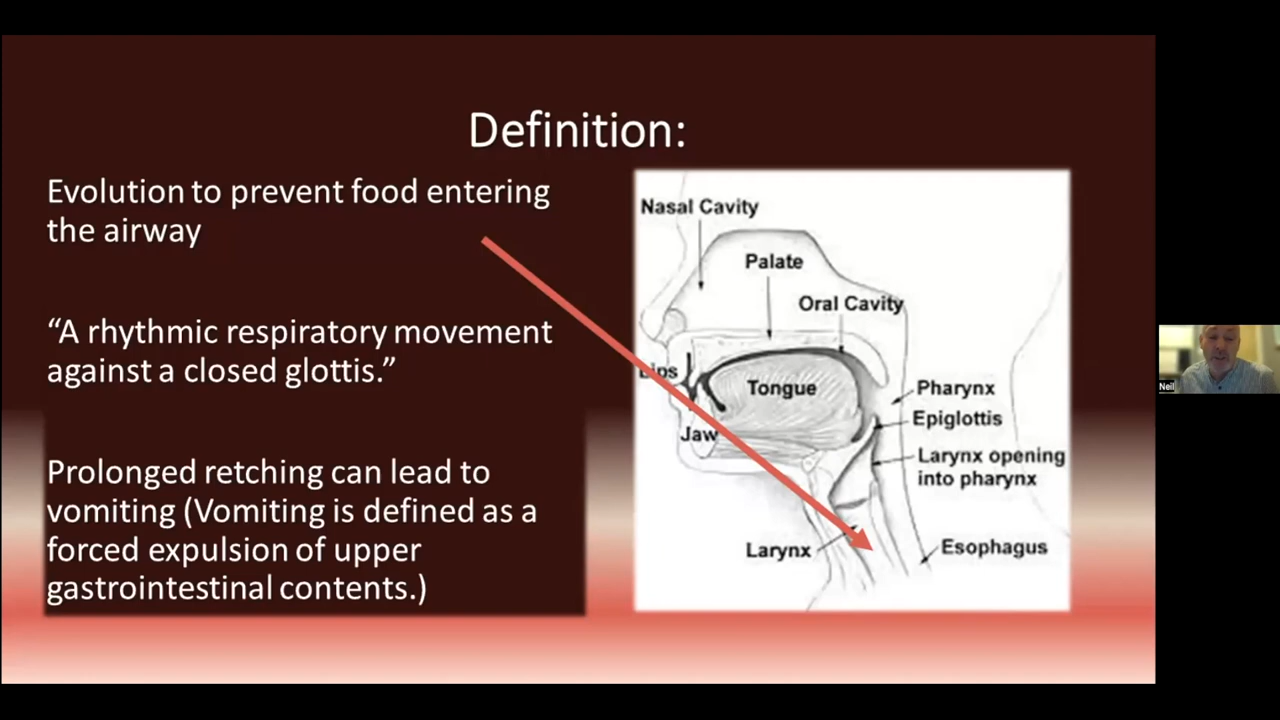 Definition:
Evolution to prevent food entering
the airway
“A rhythmic respiratory movement
against a closed glottis.”
Prolonged retching can lead to
vomiting (Vomiting is defined as a
forced expulsion of upper
gastrointestinal contents.)
Nasal Cavity
Palate
Oral Cavity
Lips
Tongue
Jaw
Pharynx
Epiglottis
Larynx opening
into pharynx
Larynx
Esophagus
Neil